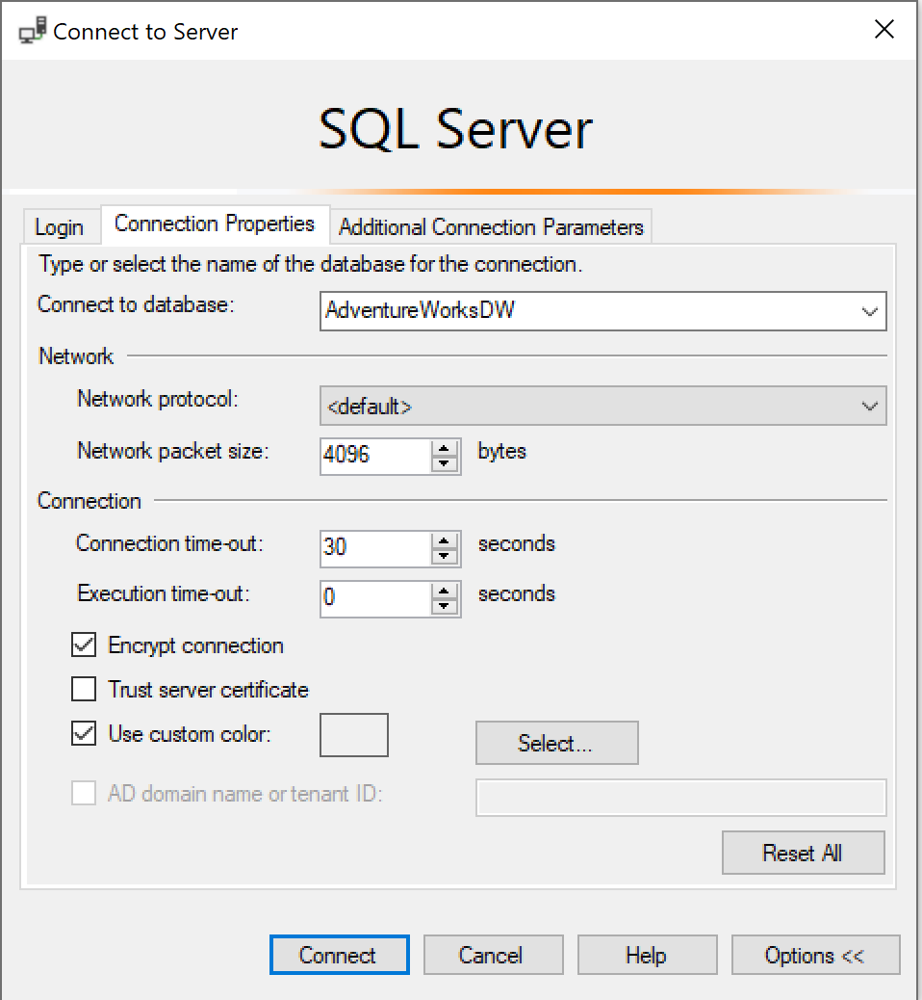 Connect to Server
SQL Server
Login Connection Properties Additional Connection Parameters
Type or select the name of the database for the connection.
Connect to database: AdventureWorksDW
Network
Network protocol: <default>
Network packet size: 4096 bytes
Connection
Connection time-out: 30 seconds
Execution time-out: 0 seconds
Encrypt connection
Trust server certificate
Use custom color: Select...
AD domain name or tenant ID:
Reset All
Connect Cancel Help Options <<